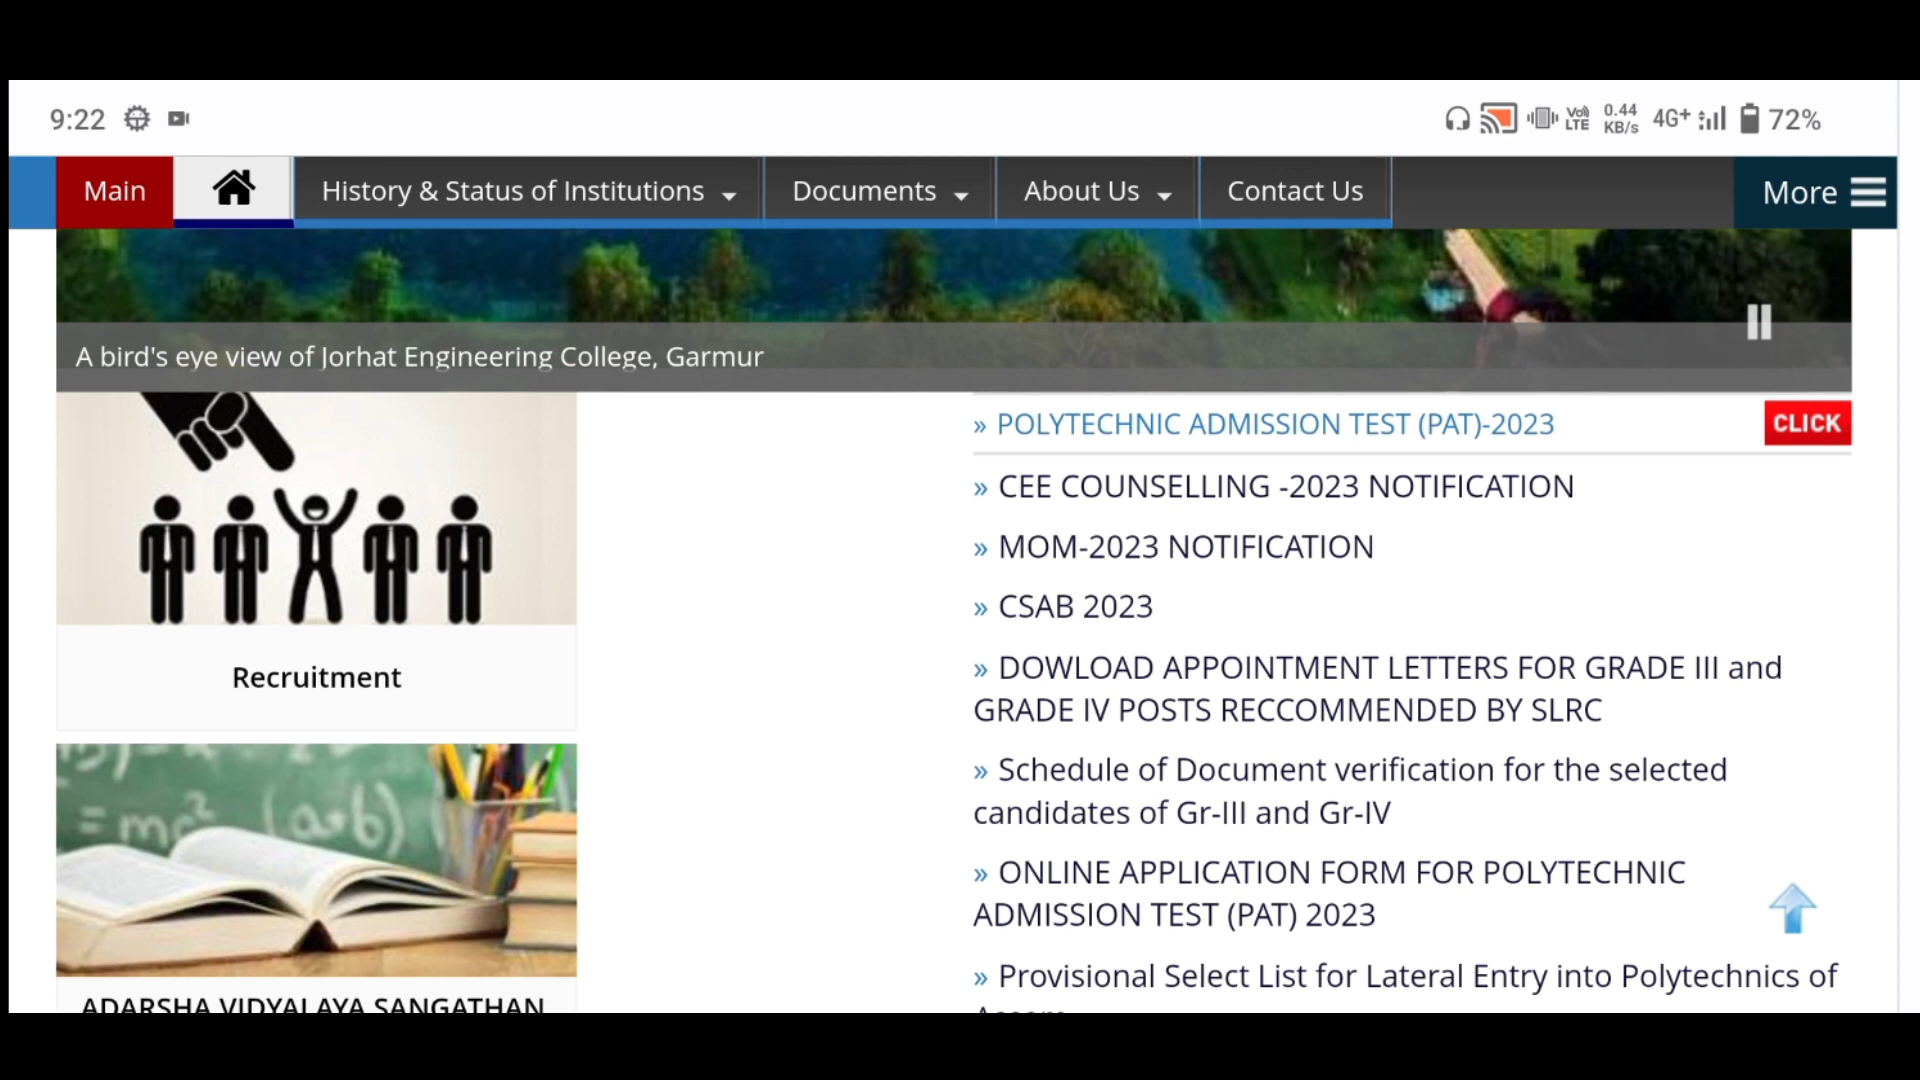 9:22
Vo)) LTE 0.44 KB/s 4G+ 72%
Main History & Status of Institutions Documents About Us Contact Us More
A bird's eye view of Jorhat Engineering College, Garmur
» POLYTECHNIC ADMISSION TEST (PAT)-2023 CLICK
» CEE COUNSELLING -2023 NOTIFICATION
» MOM-2023 NOTIFICATION
» CSAB 2023
» DOWLOAD APPOINTMENT LETTERS FOR GRADE III and
GRADE IV POSTS RECCOMMENDED BY SLRC
» Schedule of Document verification for the selected
candidates of Gr-III and Gr-IV
» ONLINE APPLICATION FORM FOR POLYTECHNIC
ADMISSION TEST (PAT) 2023
» Provisional Select List for Lateral Entry into Polytechnics of
Recruitment
= mc² (a+b)
ADARSHA VIDYALAYA SANGATHAN